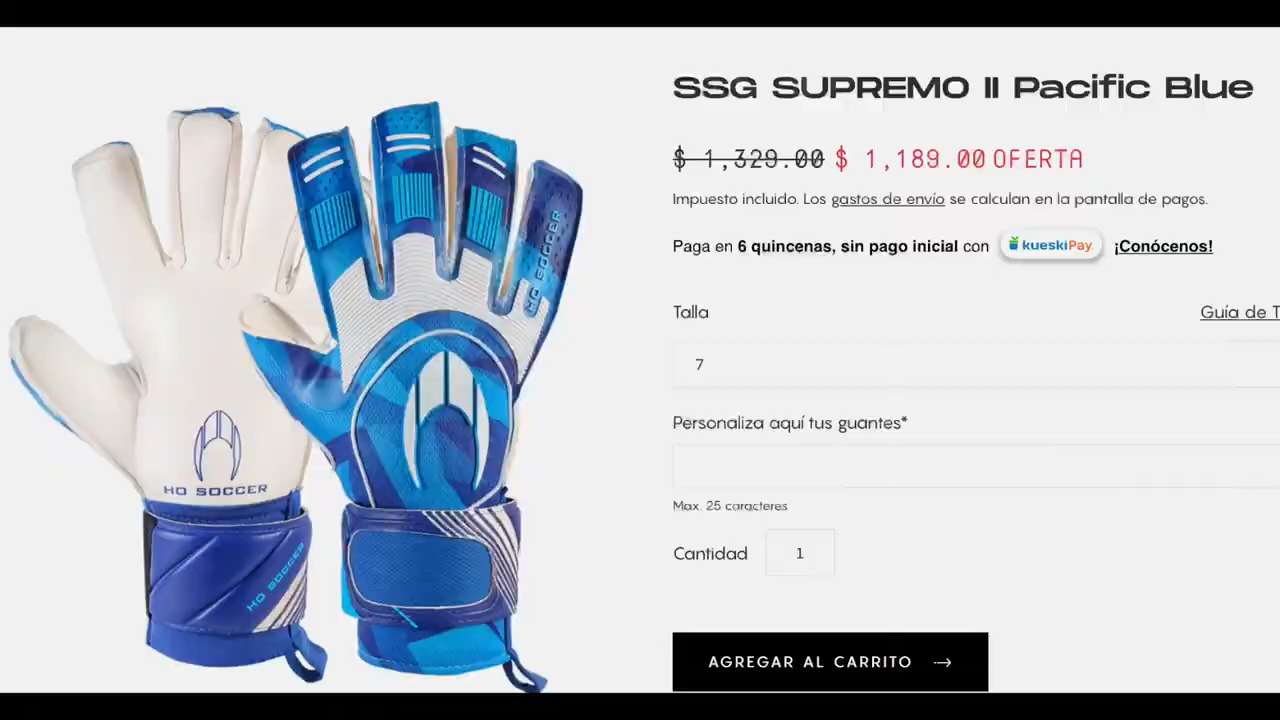 SSG SUPREMO II Pacific Blue
$ 1,329.00 $ 1,189.00 OFERTA
Impuesto incluido. Los gastos de envío se calculan en la pantalla de pagos.
Paga en 6 quincenas, sin pago inicial con kueskiPay ¡Conócenos!
Talla
Guía de T
7
Personaliza aquí tus guantes*
Max. 25 caracteres
Cantidad 1
AGREGAR AL CARRITO →
HO SOCCER
HO SOCCER
HO SOCCER